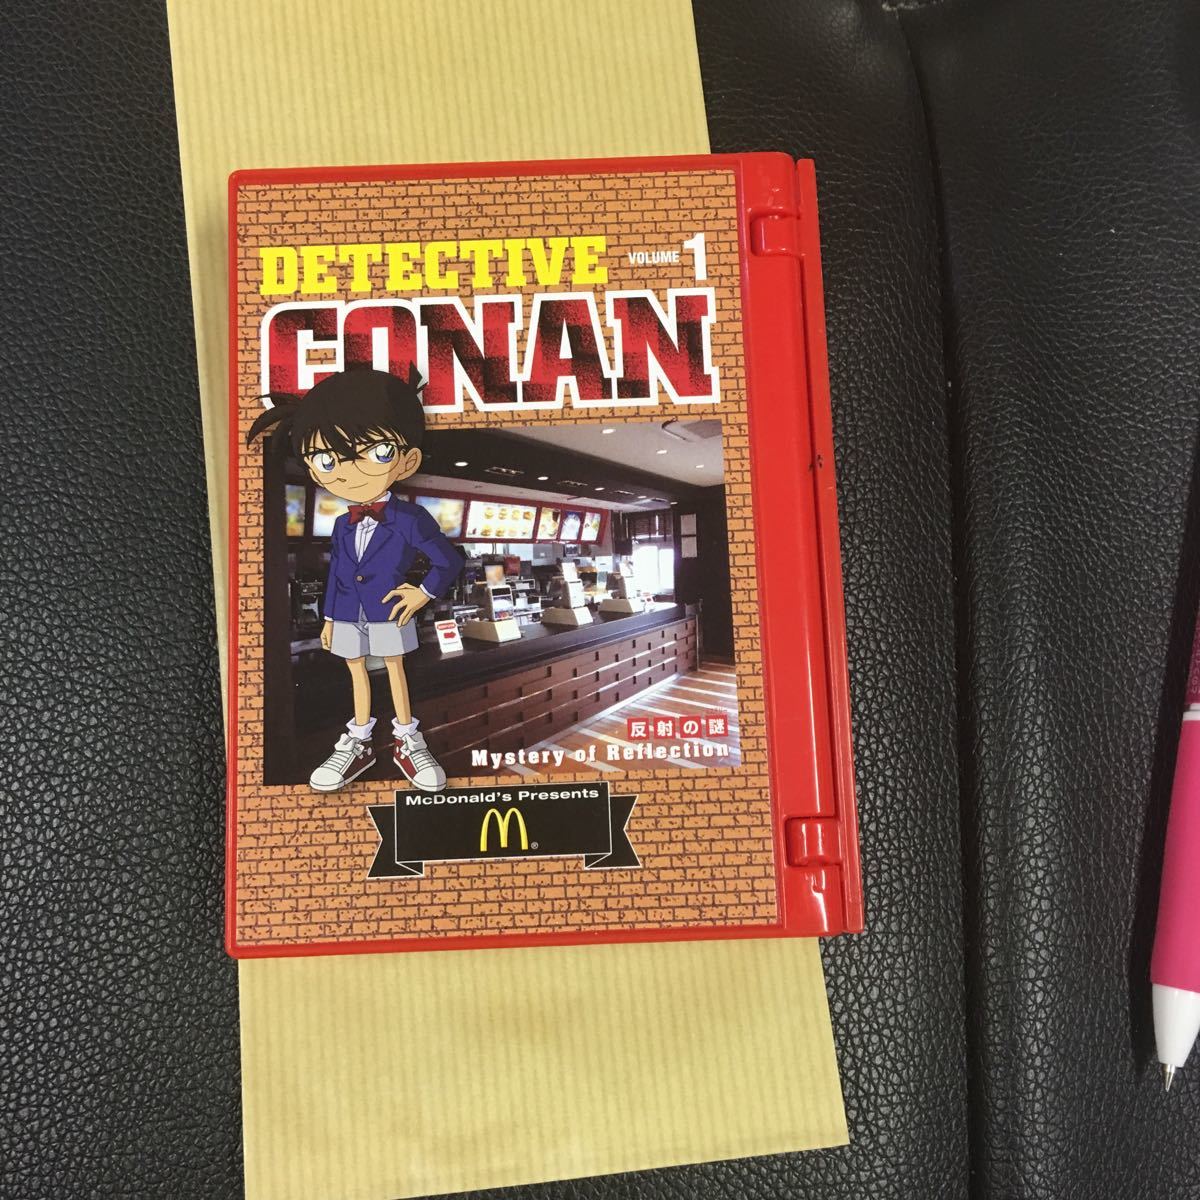 DETECTIVE VOLUME 1
CONAN
反射の謎
Mystery of Reflection
McDonald's Presents
M®